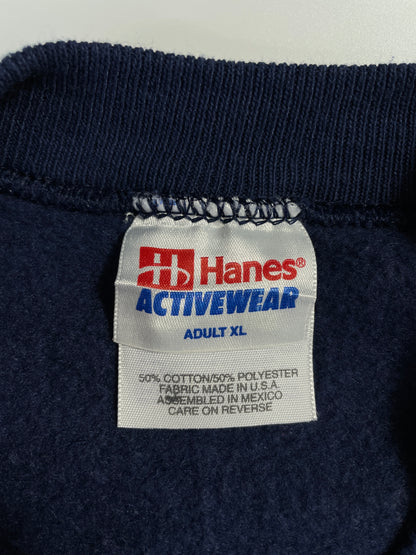 Hanes®
ACTIVEWEAR
ADULT XL
50% COTTON/50% POLYESTER
FABRIC MADE IN U.S.A.
ASSEMBLED IN MEXICO
CARE ON REVERSE